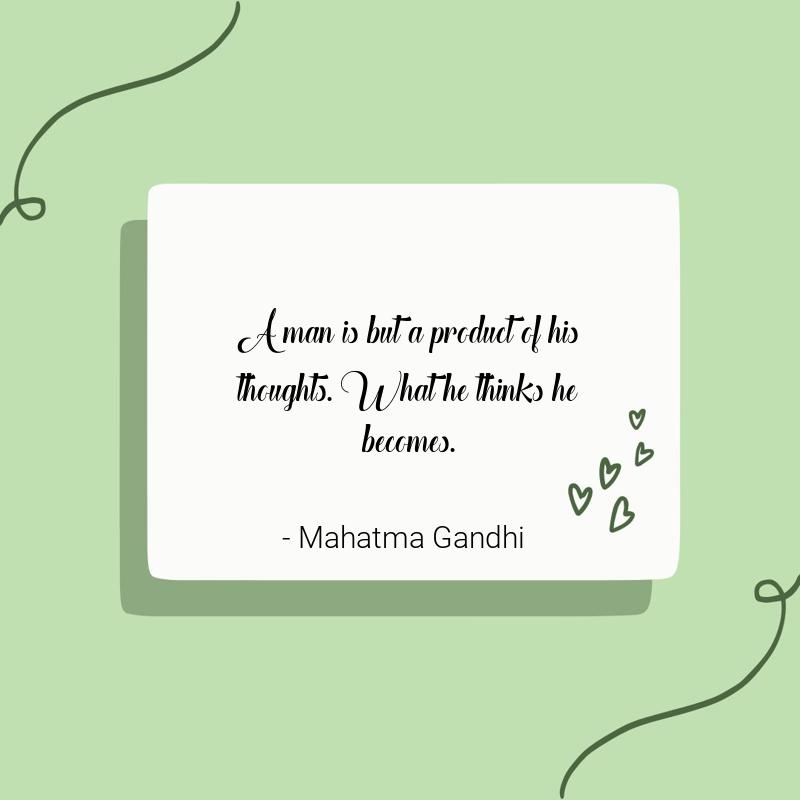 A man is but a product of his
thoughts. What he thinks he
becomes.
- Mahatma Gandhi